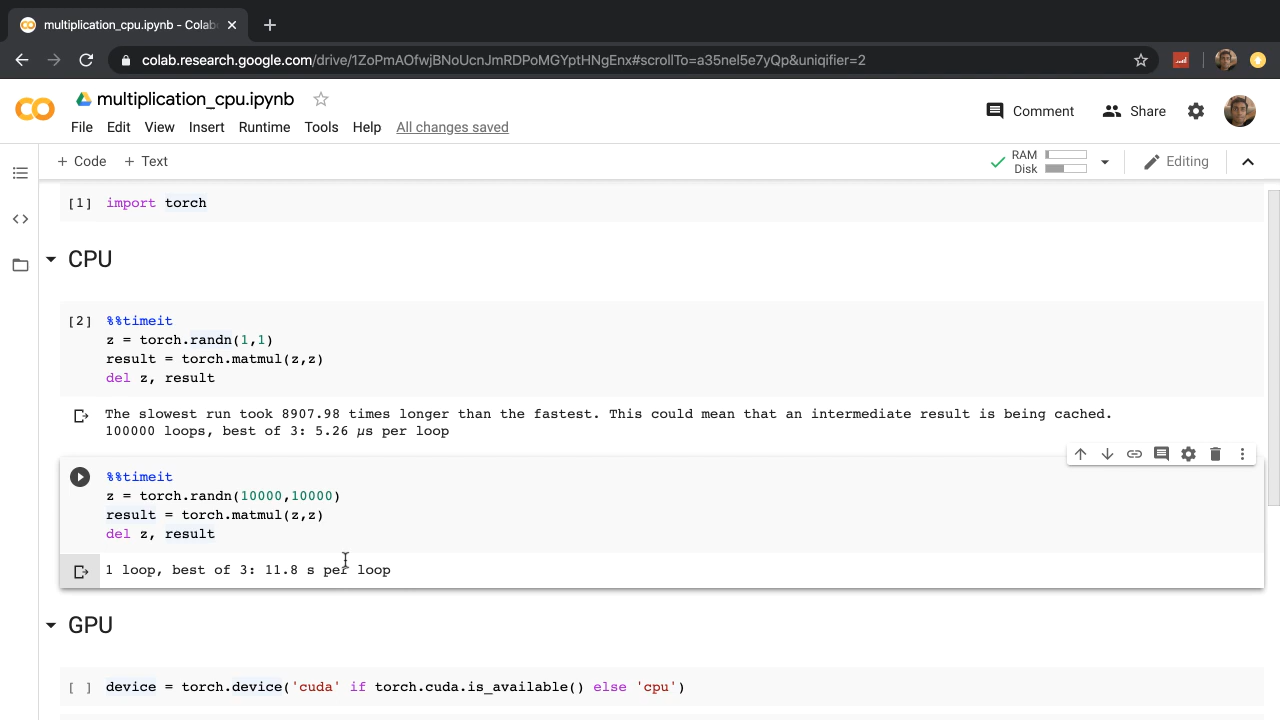 multiplication_cpu.ipynb - Colab
colab.research.google.com/drive/1ZoPmAOfwjBNoUcnJmRDPoMGYptHNgEnx#scrollTo=a35nel5e7yQp&uniqifier=2
multiplication_cpu.ipynb
Comment
Share
File Edit View Insert Runtime Tools Help All changes saved
+ Code + Text
RAM
Disk
Editing
[1] import torch
CPU
[2] %%timeit
z = torch.randn(1,1)
result = torch.matmul(z,z)
del z, result
The slowest run took 8907.98 times longer than the fastest. This could mean that an intermediate result is being cached.
100000 loops, best of 3: 5.26 µs per loop
%%timeit
z = torch.randn(10000,10000)
result = torch.matmul(z,z)
del z, result
1 loop, best of 3: 11.8 s per loop
GPU
[ ] device = torch.device('cuda' if torch.cuda.is_available() else 'cpu')